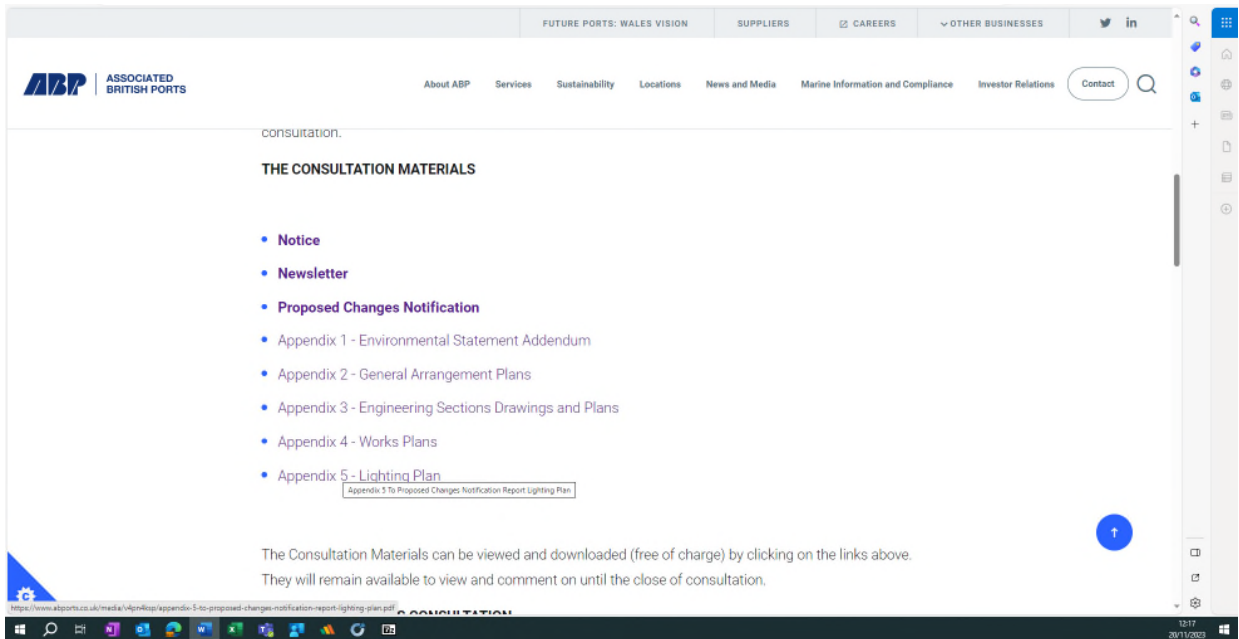 FUTURE PORTS: WALES VISION SUPPLIERS CAREERS OTHER BUSINESSES
ABP ASSOCIATED BRITISH PORTS
About ABP Services Sustainability Locations News and Media Marine Information and Compliance Investor Relations Contact
consultation.
THE CONSULTATION MATERIALS
Notice
Newsletter
Proposed Changes Notification
Appendix 1 - Environmental Statement Addendum
Appendix 2 - General Arrangement Plans
Appendix 3 - Engineering Sections Drawings and Plans
Appendix 4 - Works Plans
Appendix 5 - Lighting Plan
Appendix 5 To Proposed Changes Notification Report Lighting Plan
The Consultation Materials can be viewed and downloaded (free of charge) by clicking on the links above.
They will remain available to view and comment on until the close of consultation.
https://www.abports.co.uk/media/v4pn4ksp/appendix-5-to-proposed-changes-notification-report-lighting-plan.pdf
CONSULTATION
12:17
20/11/2023